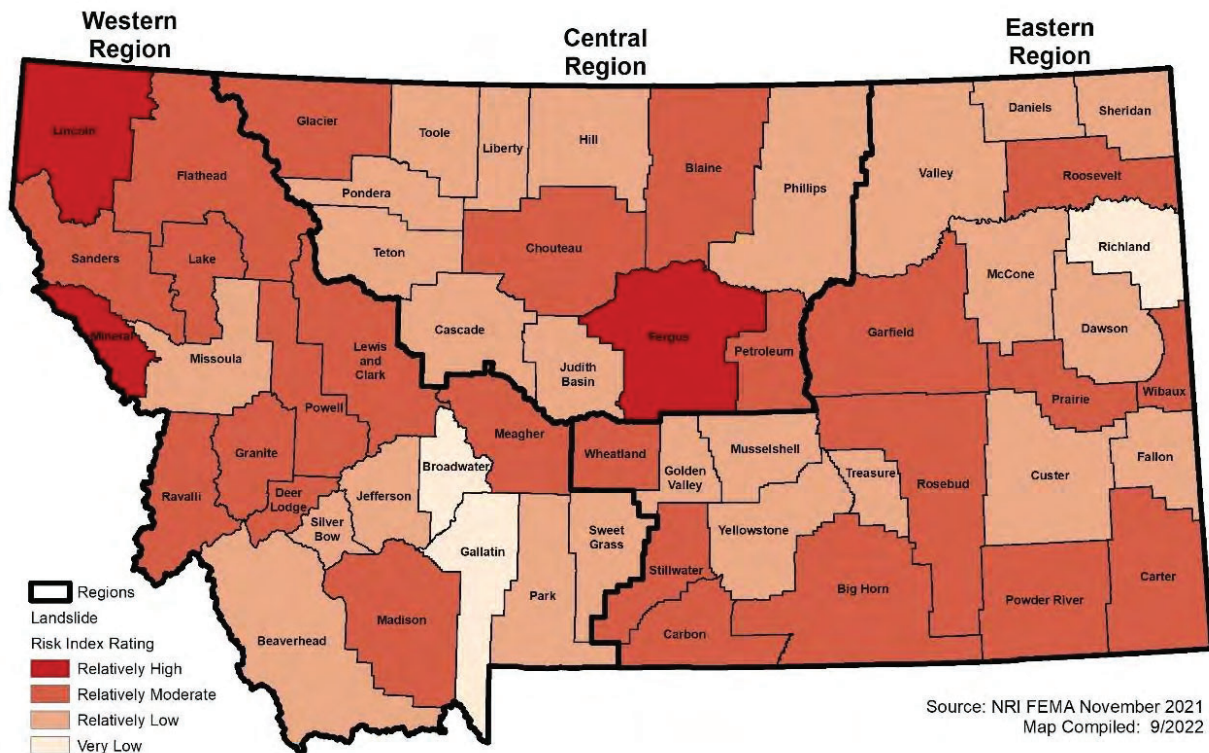 Western
Region
Central
Region
Eastern
Region
Lincoln
Flathead
Glacier
Toole
Liberty
Hill
Blaine
Phillips
Valley
Daniels
Sheridan
Roosevelt
Pondera
Teton
Chouteau
Richland
McCone
Sanders
Lake
Mineral
Missoula
Cascade
Judith
Basin
Fergus
Petroleum
Garfield
Dawson
Prairie
Wibaux
Lewis
and
Clark
Powell
Granite
Ravalli
Deer
Lodge
Silver
Bow
Jefferson
Broadwater
Meagher
Wheatland
Golden
Valley
Musselshell
Treasure
Rosebud
Custer
Fallon
Gallatin
Sweet
Grass
Park
Yellowstone
Stillwater
Carbon
Big Horn
Powder River
Carter
Beaverhead
Madison
Regions
Landslide
Risk Index Rating
Relatively High
Relatively Moderate
Relatively Low
Very Low
Source: NRI FEMA November 2021
Map Compiled: 9/2022